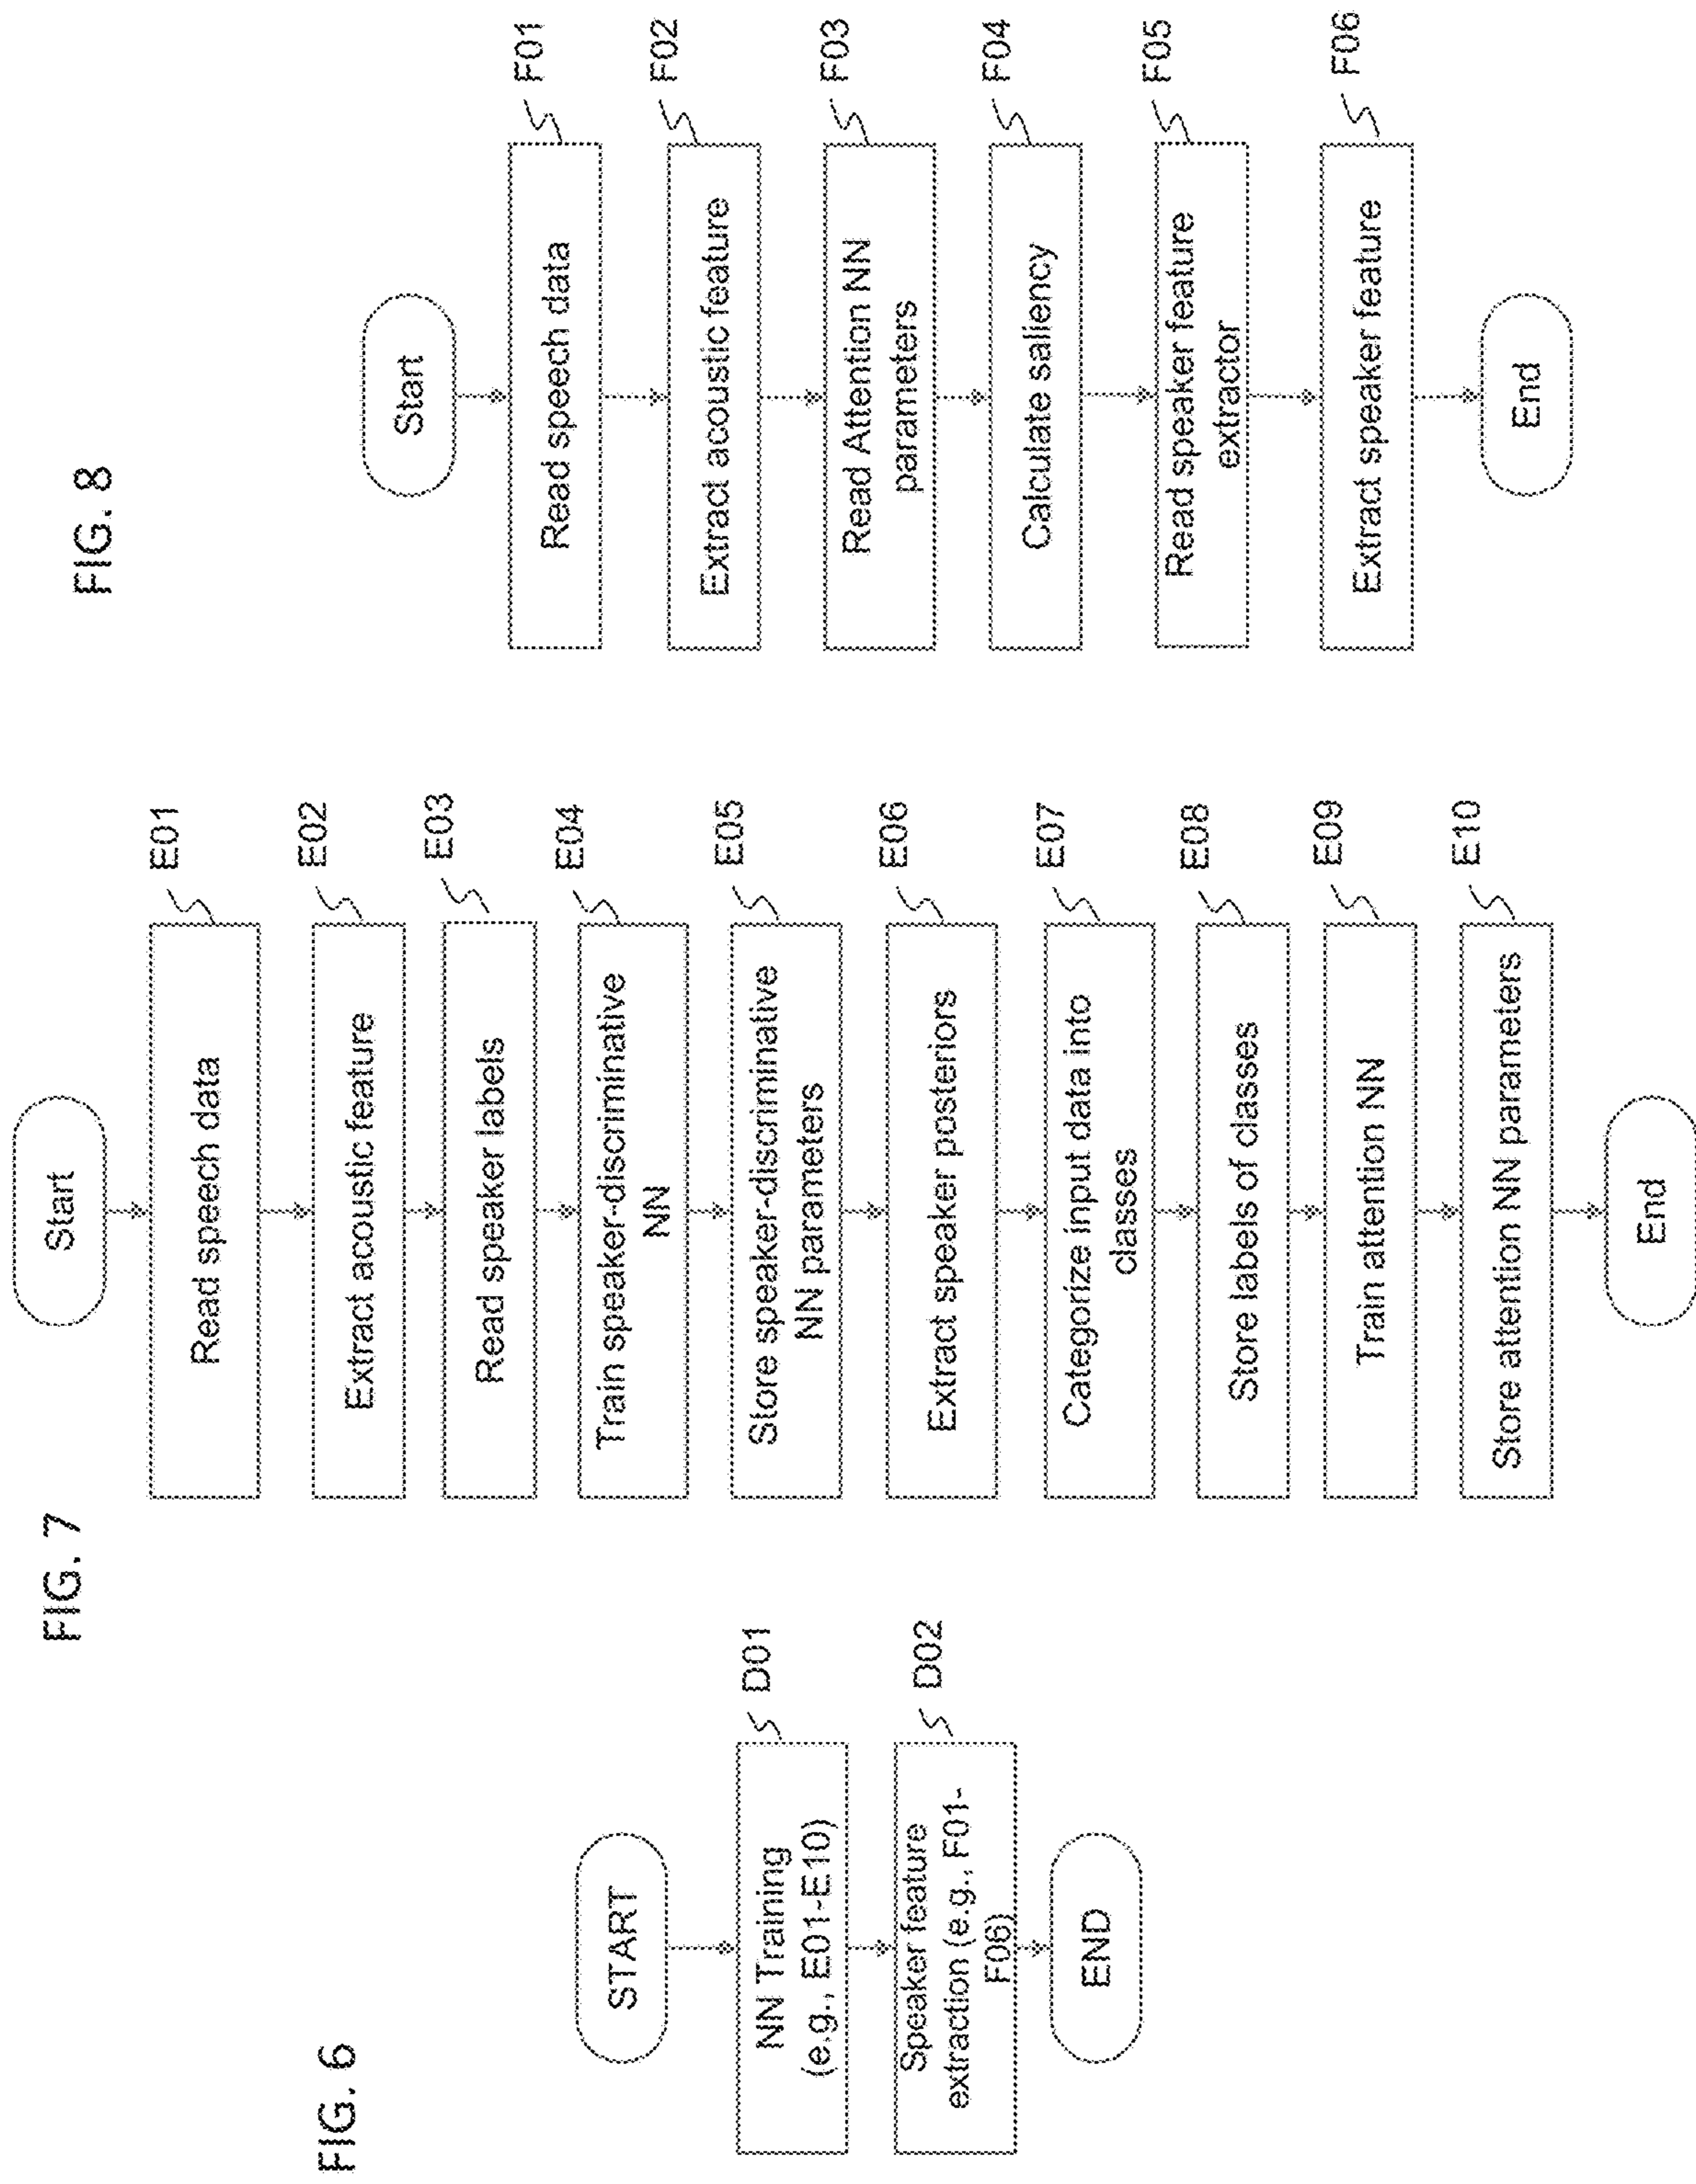 FIG. 6
START
NN Training
(e.g., E01-E10)
D01
Speaker feature
extraction (e.g., F01-
F06)
D02
END
FIG. 7
Start
Read speech data
E01
Extract acoustic feature
E02
Read speaker labels
E03
Train speaker-discriminative
NN
E04
Store speaker-discriminative
NN parameters
E05
Extract speaker posteriors
E06
Categorize input data into
classes
E07
Store labels of classes
E08
Train attention NN
E09
Store attention NN parameters
E10
End
FIG. 8
Start
Read speech data
F01
Extract acoustic feature
F02
Read Attention NN
parameters
F03
Calculate saliency
F04
Read speaker feature
extractor
F05
Extract speaker feature
F06
End